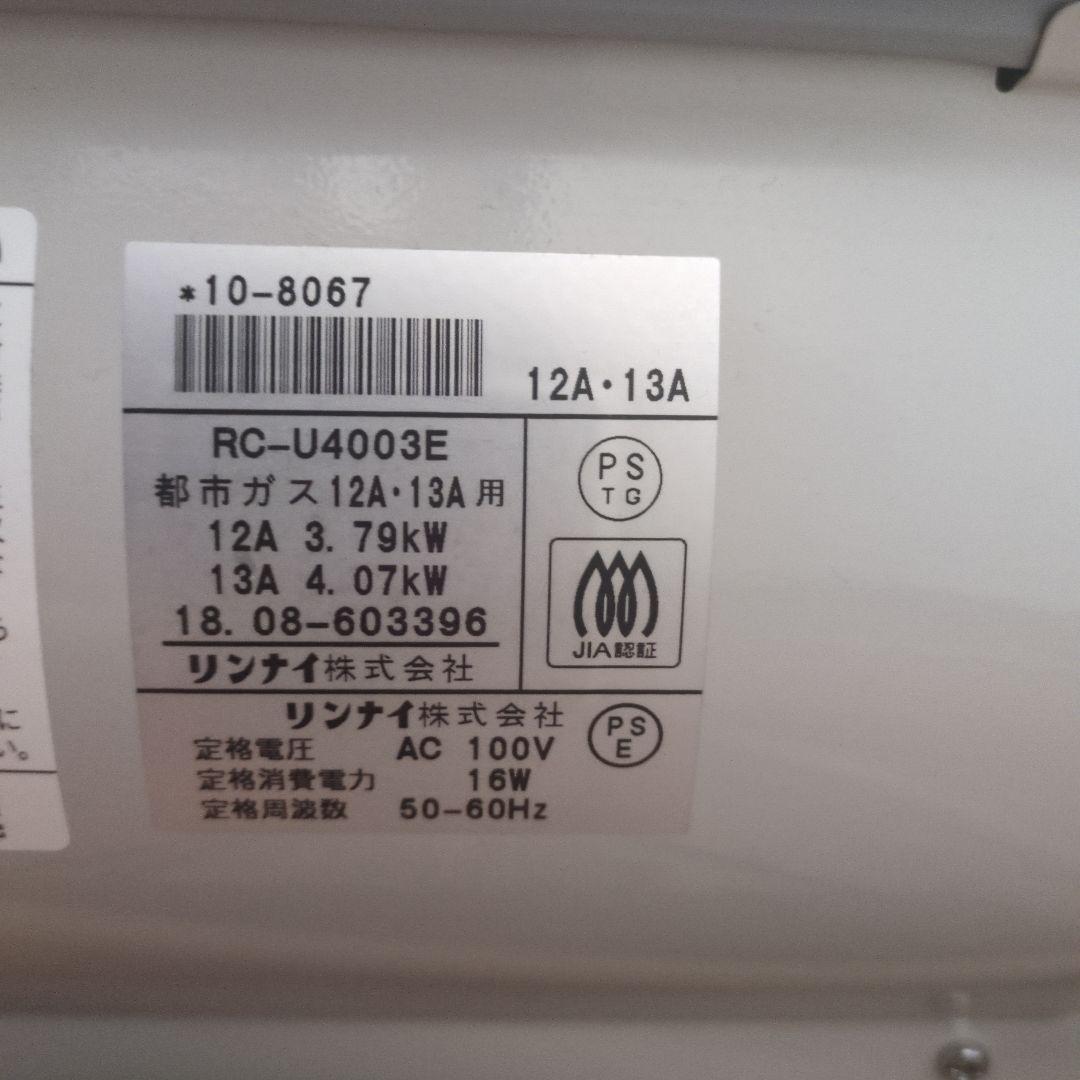 *10-8067
12A・13A
RC-U4003E
都市ガス12A・13A用
12A 3.79kW
13A 4.07kW
18.08-603396
リンナイ株式会社
PS
TG
JIA認証
リンナイ株式会社
PS
E
定格電圧 AC 100V
定格消費電力 16W
定格周波数 50-60Hz
に
い。